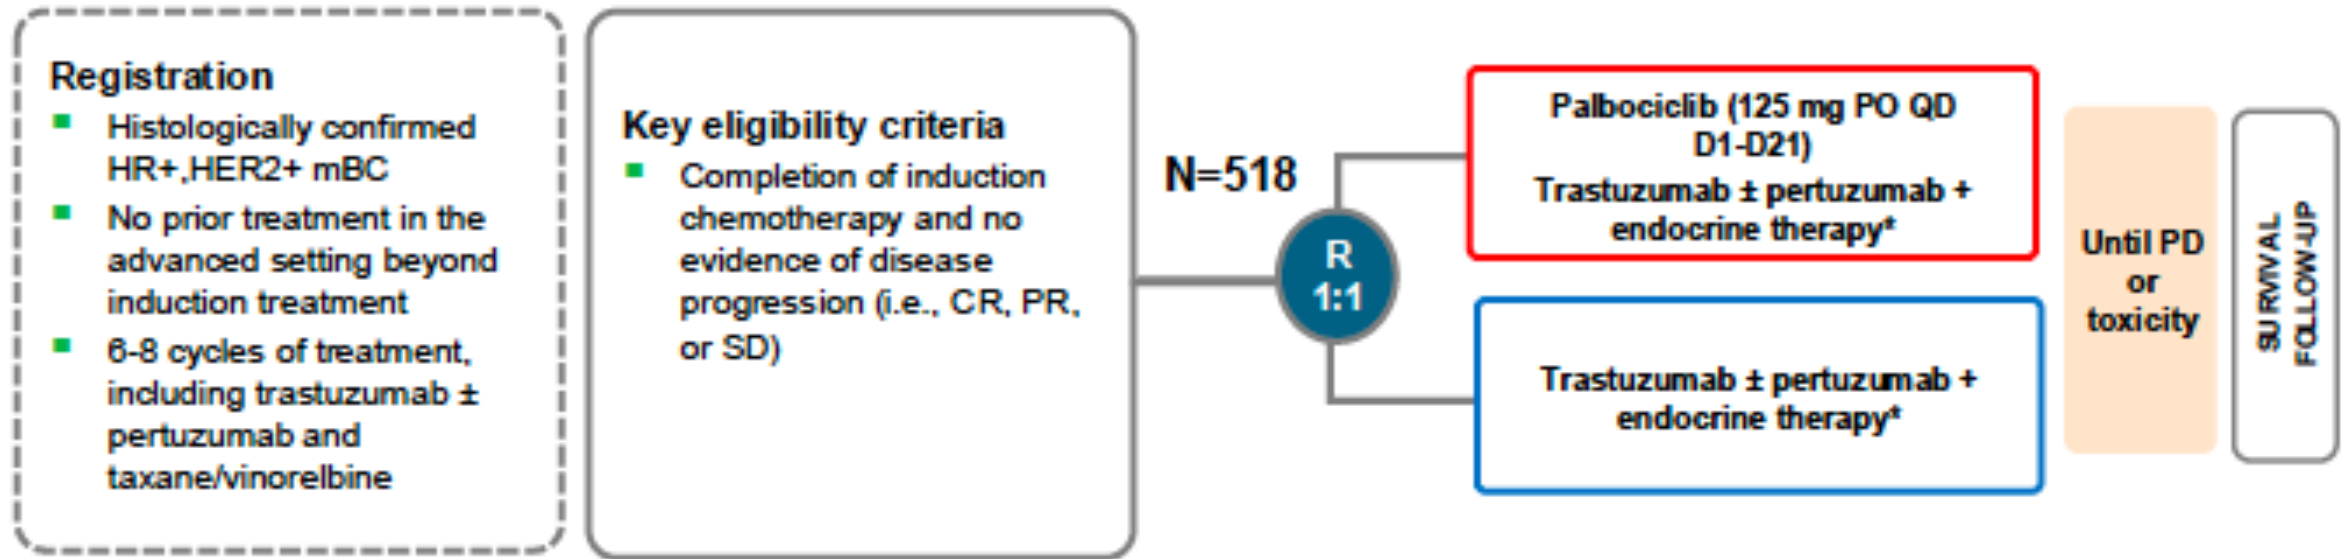 Registration
Histologically confirmed
HR+,HER2+ mBC
No prior treatment in the
advanced setting beyond
induction treatment
6-8 cycles of treatment,
including trastuzumab ±
pertuzumab and
taxane/vinorelbine
Key eligibility criteria
Completion of induction
chemotherapy and no
evidence of disease
progression (i.e., CR, PR,
or SD)
N=518
R
1:1
Palbociclib (125 mg PO QD
D1-D21)
Trastuzumab ± pertuzumab +
endocrine therapy*
Trastuzumab ± pertuzumab +
endocrine therapy*
Until PD
or
toxicity
SURVIVAL
FOLLOW-UP